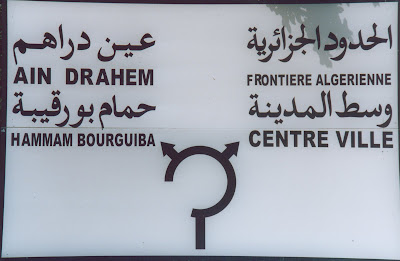 عين دراهم
AIN DRAHEM
حمام بورقيبة
HAMMAM BOURGUIBA
الحدود الجزائرية
FRONTIERE ALGERIENNE
وسط المدينة
CENTRE VILLE